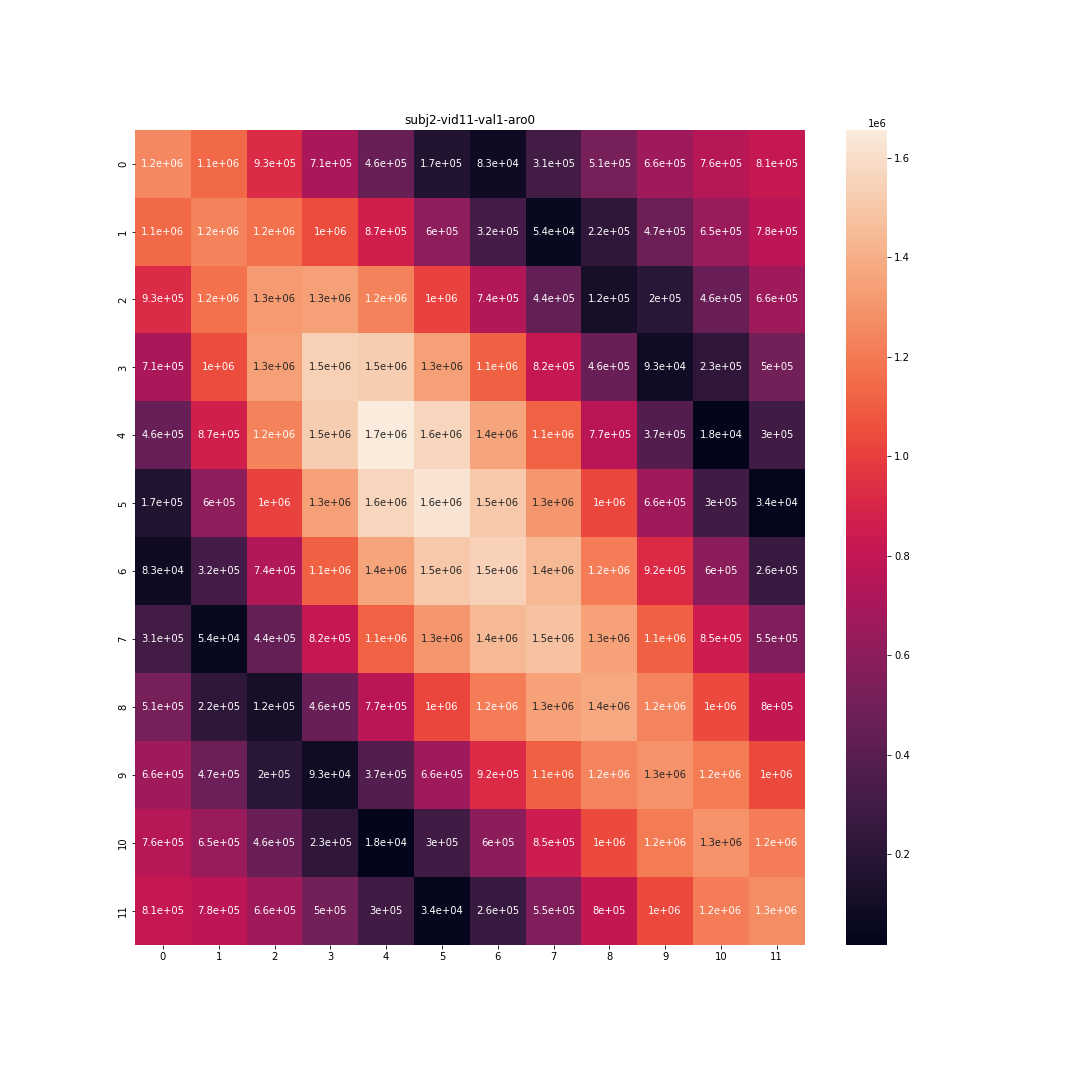 subj2-vid11-val1-aro0
1e6
0 1.2e+06 1.1e+06 9.3e+05 7.1e+05 4.6e+05 1.7e+05 8.3e+04 3.1e+05 5.1e+05 6.6e+05 7.6e+05 8.1e+05
1 1.1e+06 1.2e+06 1.2e+06 1e+06 8.7e+05 6e+05 3.2e+05 5.4e+04 2.2e+05 4.7e+05 6.5e+05 7.8e+05
2 9.3e+05 1.2e+06 1.3e+06 1.3e+06 1.2e+06 1e+06 7.4e+05 4.4e+05 1.2e+05 2e+05 4.6e+05 6.6e+05
3 7.1e+05 1e+06 1.3e+06 1.5e+06 1.5e+06 1.3e+06 1.1e+06 8.2e+05 4.6e+05 9.3e+04 2.3e+05 5e+05
4 4.6e+05 8.7e+05 1.2e+06 1.5e+06 1.7e+06 1.6e+06 1.4e+06 1.1e+06 7.7e+05 3.7e+05 1.8e+04 3e+05
5 1.7e+05 6e+05 1e+06 1.3e+06 1.6e+06 1.6e+06 1.5e+06 1.3e+06 1e+06 6.6e+05 3e+05 3.4e+04
6 8.3e+04 3.2e+05 7.4e+05 1.1e+06 1.4e+06 1.5e+06 1.5e+06 1.4e+06 1.2e+06 9.2e+05 6e+05 2.6e+05
7 3.1e+05 5.4e+04 4.4e+05 8.2e+05 1.1e+06 1.3e+06 1.4e+06 1.5e+06 1.3e+06 1.1e+06 8.5e+05 5.5e+05
8 5.1e+05 2.2e+05 1.2e+05 4.6e+05 7.7e+05 1e+06 1.2e+06 1.3e+06 1.4e+06 1.2e+06 1e+06 8e+05
9 6.6e+05 4.7e+05 2e+05 9.3e+04 3.7e+05 6.6e+05 9.2e+05 1.1e+06 1.2e+06 1.3e+06 1.2e+06 1e+06
10 7.6e+05 6.5e+05 4.6e+05 2.3e+05 1.8e+04 3e+05 6e+05 8.5e+05 1e+06 1.2e+06 1.3e+06 1.2e+06
11 8.1e+05 7.8e+05 6.6e+05 5e+05 3e+05 3.4e+04 2.6e+05 5.5e+05 8e+05 1e+06 1.2e+06 1.3e+06
0 1 2 3 4 5 6 7 8 9 10 11
1.6
1.4
1.2
1.0
0.8
0.6
0.4
0.2